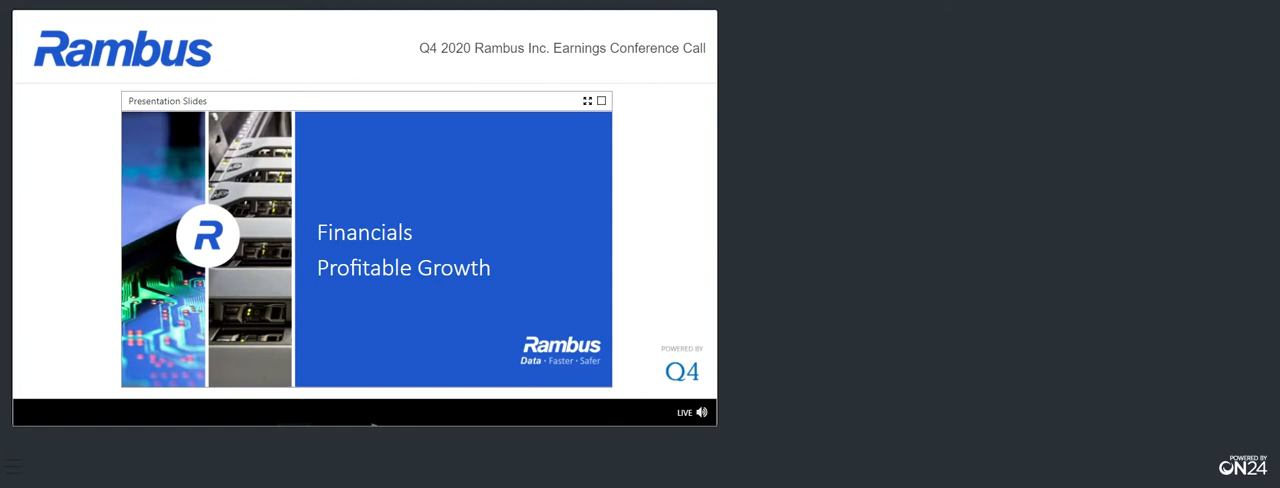 Rambus
Q4 2020 Rambus Inc. Earnings Conference Call
Presentation Slides
R
Financials
Profitable Growth
Rambus
Data • Faster • Safer
POWERED BY
Q4
LIVE
POWERED BY
ON24